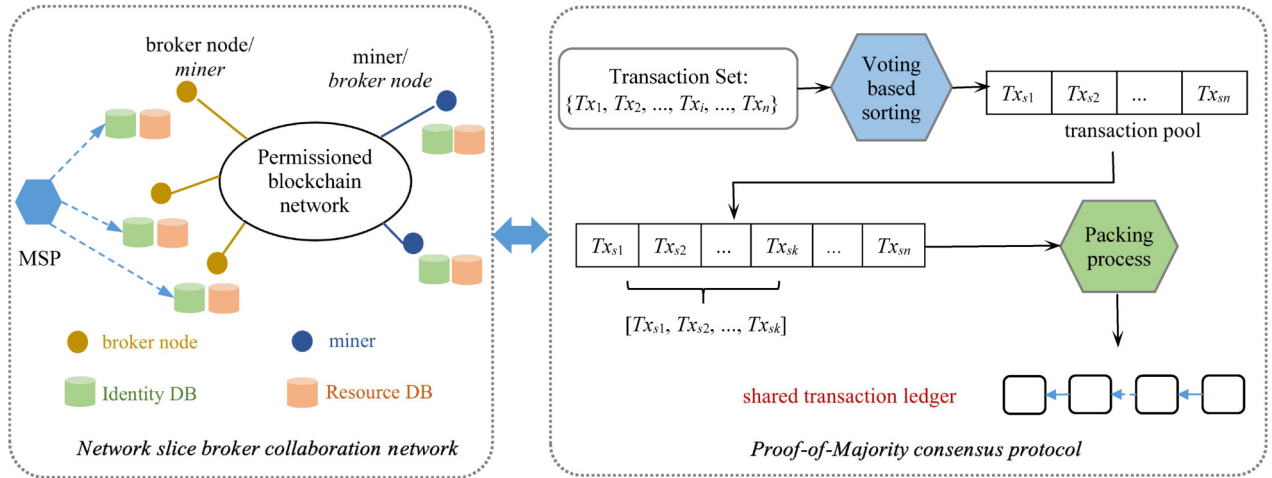 broker node/
miner
miner/
broker node
Permissioned
blockchain
network
MSP
broker node
miner
Identity DB
Resource DB
Network slice broker collaboration network
Transaction Set:
{Tx1, Tx2, ..., Txi, ..., Txn}
Voting
based
sorting
Txs1 Txs2 ... Txsn
transaction pool
Txs1 Txs2 ... Txsk ... Txsn
Packing
process
[Txs1, Txs2, ..., Txsk]
shared transaction ledger
Proof-of-Majority consensus protocol